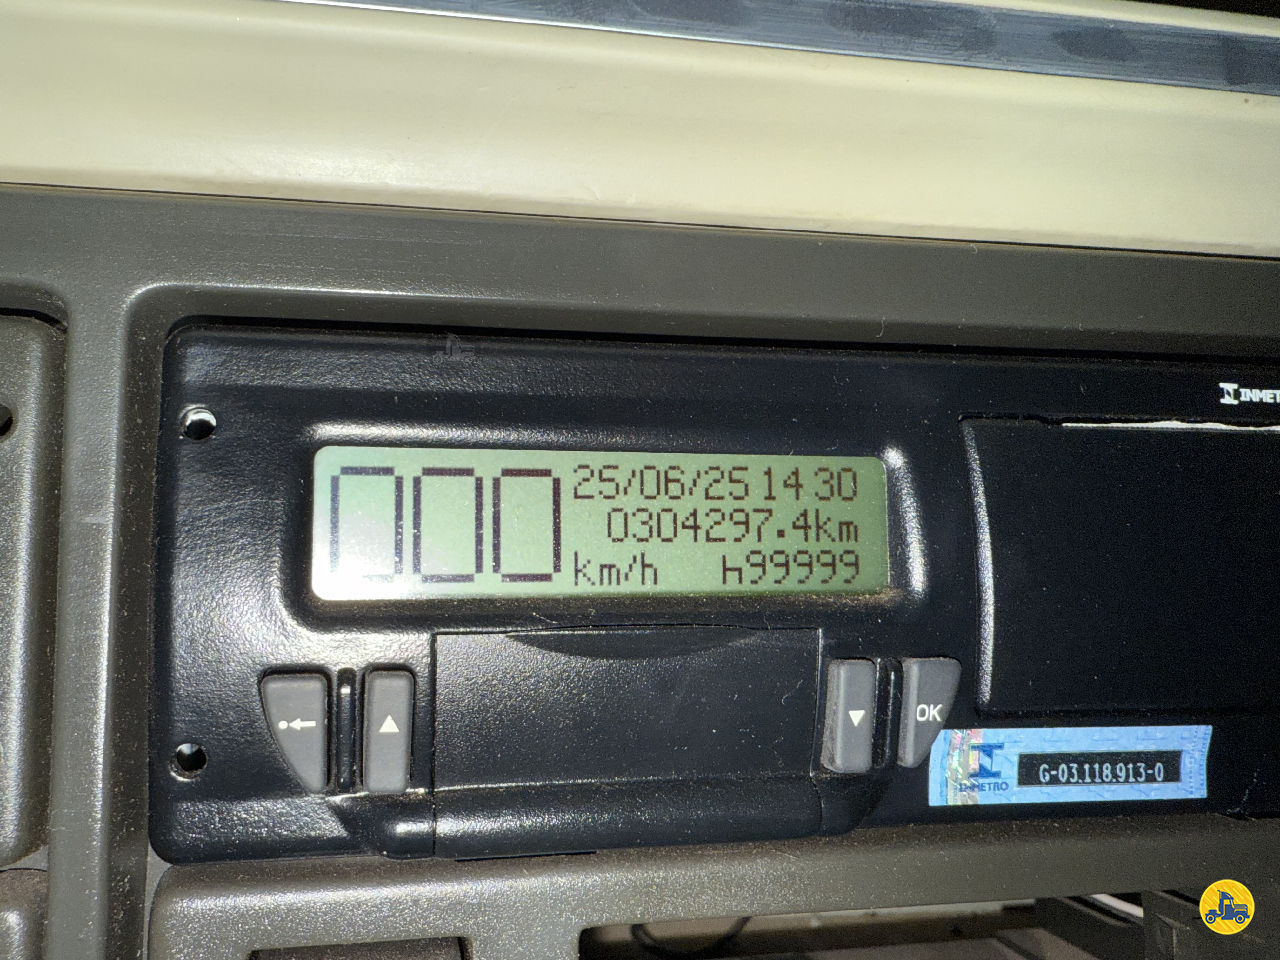 INMET
000
25/06/25 14 30
0304297.4km
km/h h99999
OK
INMETRO
G-03.118.913-0